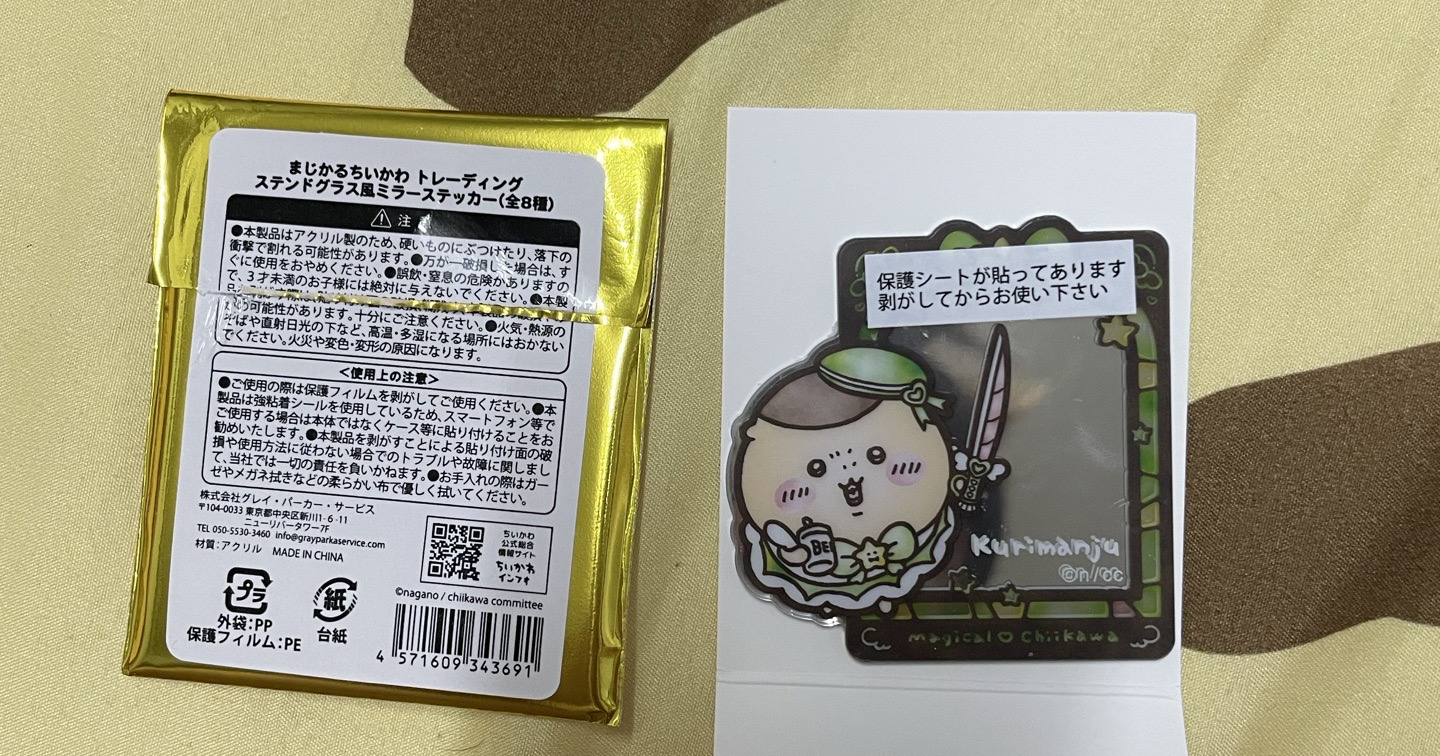 まじかるちいかわ トレーディング
ステンドグラス風ミラーステッカー(全8種)
注
●本製品はアクリル製のため、硬いものにぶつけたり、落下の
衝撃で割れる可能性があります。●万が一破損した場合は、す
ぐに使用をおやめください。●誤飲・窒息の危険がありますの
で、3才未満のお子様には絶対に与えないでください。●本製
の可能性があります。十分にご注意ください。●火気・熱源の
そばや直射日光の下など、高温・多湿になる場所にはおかない
でください。火災や変色・変形の原因になります。
<使用上の注意>
●ご使用の際は保護フィルムを剥がしてご使用ください。●本
製品は強粘着シールを使用しているため、スマートフォン等で
ご使用する場合は本体ではなくケース等に貼り付けることをお
勧めいたします。●本製品を剥がすことによる貼り付け面の破
損や使用方法に従わない場合でのトラブルや故障に関しまし
て、当社では一切の責任を負いかねます。●お手入れの際はガー
ゼやメガネ拭きなどの柔らかい布で優しく拭いてください。
株式会社グレイ・パーカー・サービス
〒104-0033 東京都中央区新川1-6-11
ニューリバータワー7F
TEL 050-5530-3460 info@grayparkaservice.com
材質:アクリル MADE IN CHINA
ちいかわ
公式総合
情報サイト
ちいかわ
インフォ
©nagano / chiikawa committee
プラ
外袋:PP
保護フィルム:PE
紙
台紙
4 571609 343691
保護シートが貼ってあります
剥がしてからお使い下さい
BE
Kurimanju
©n//cc
magical Chiikawa